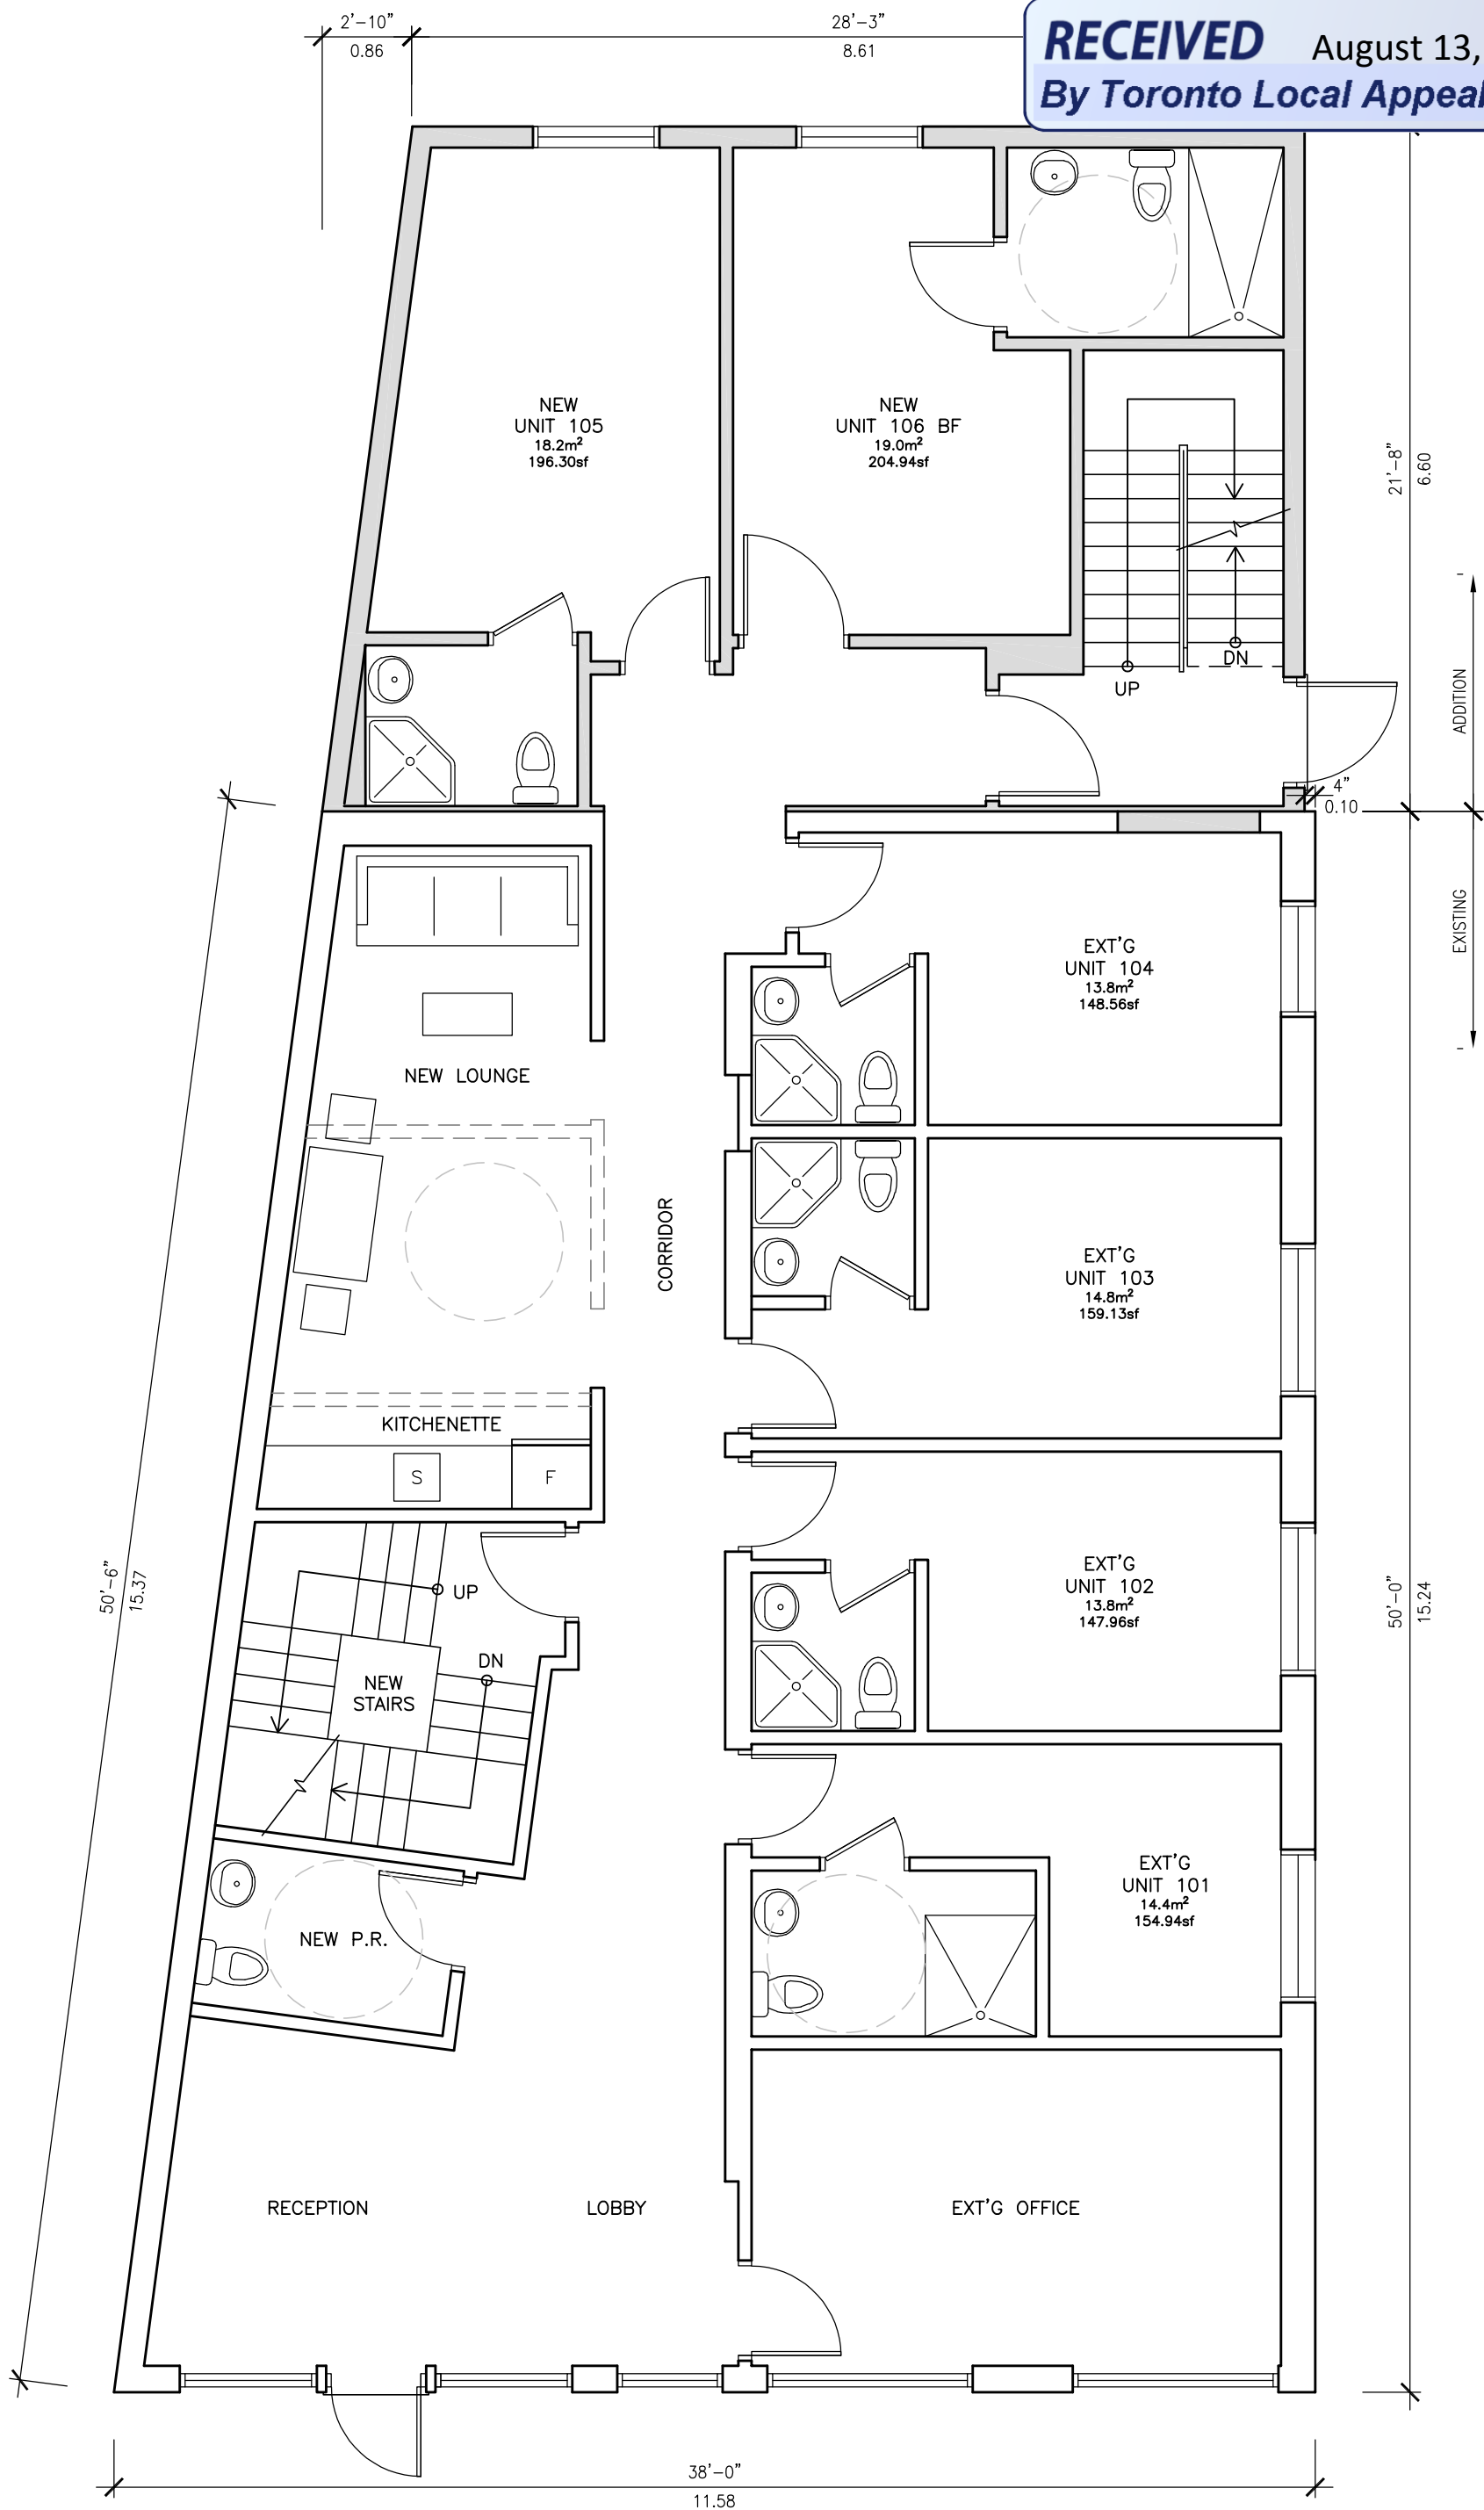 2'-10"
0.86
28'-3"
8.61
RECEIVED August 13,
By Toronto Local Appeal
NEW
UNIT 105
18.2m²
196.30sf
NEW
UNIT 106 BF
19.0m²
204.94sf
21'-8"
6.60
UP
DN
ADDITION
4"
0.10
EXISTING
EXT'G
UNIT 104
13.8m²
148.56sf
NEW LOUNGE
CORRIDOR
EXT'G
UNIT 103
14.8m²
159.13sf
KITCHENETTE
S
F
50'-6"
15.37
UP
DN
NEW
STAIRS
EXT'G
UNIT 102
13.8m²
147.96sf
50'-0"
15.24
EXT'G
UNIT 101
14.4m²
154.94sf
NEW P.R.
RECEPTION
LOBBY
EXT'G OFFICE
38'-0"
11.58